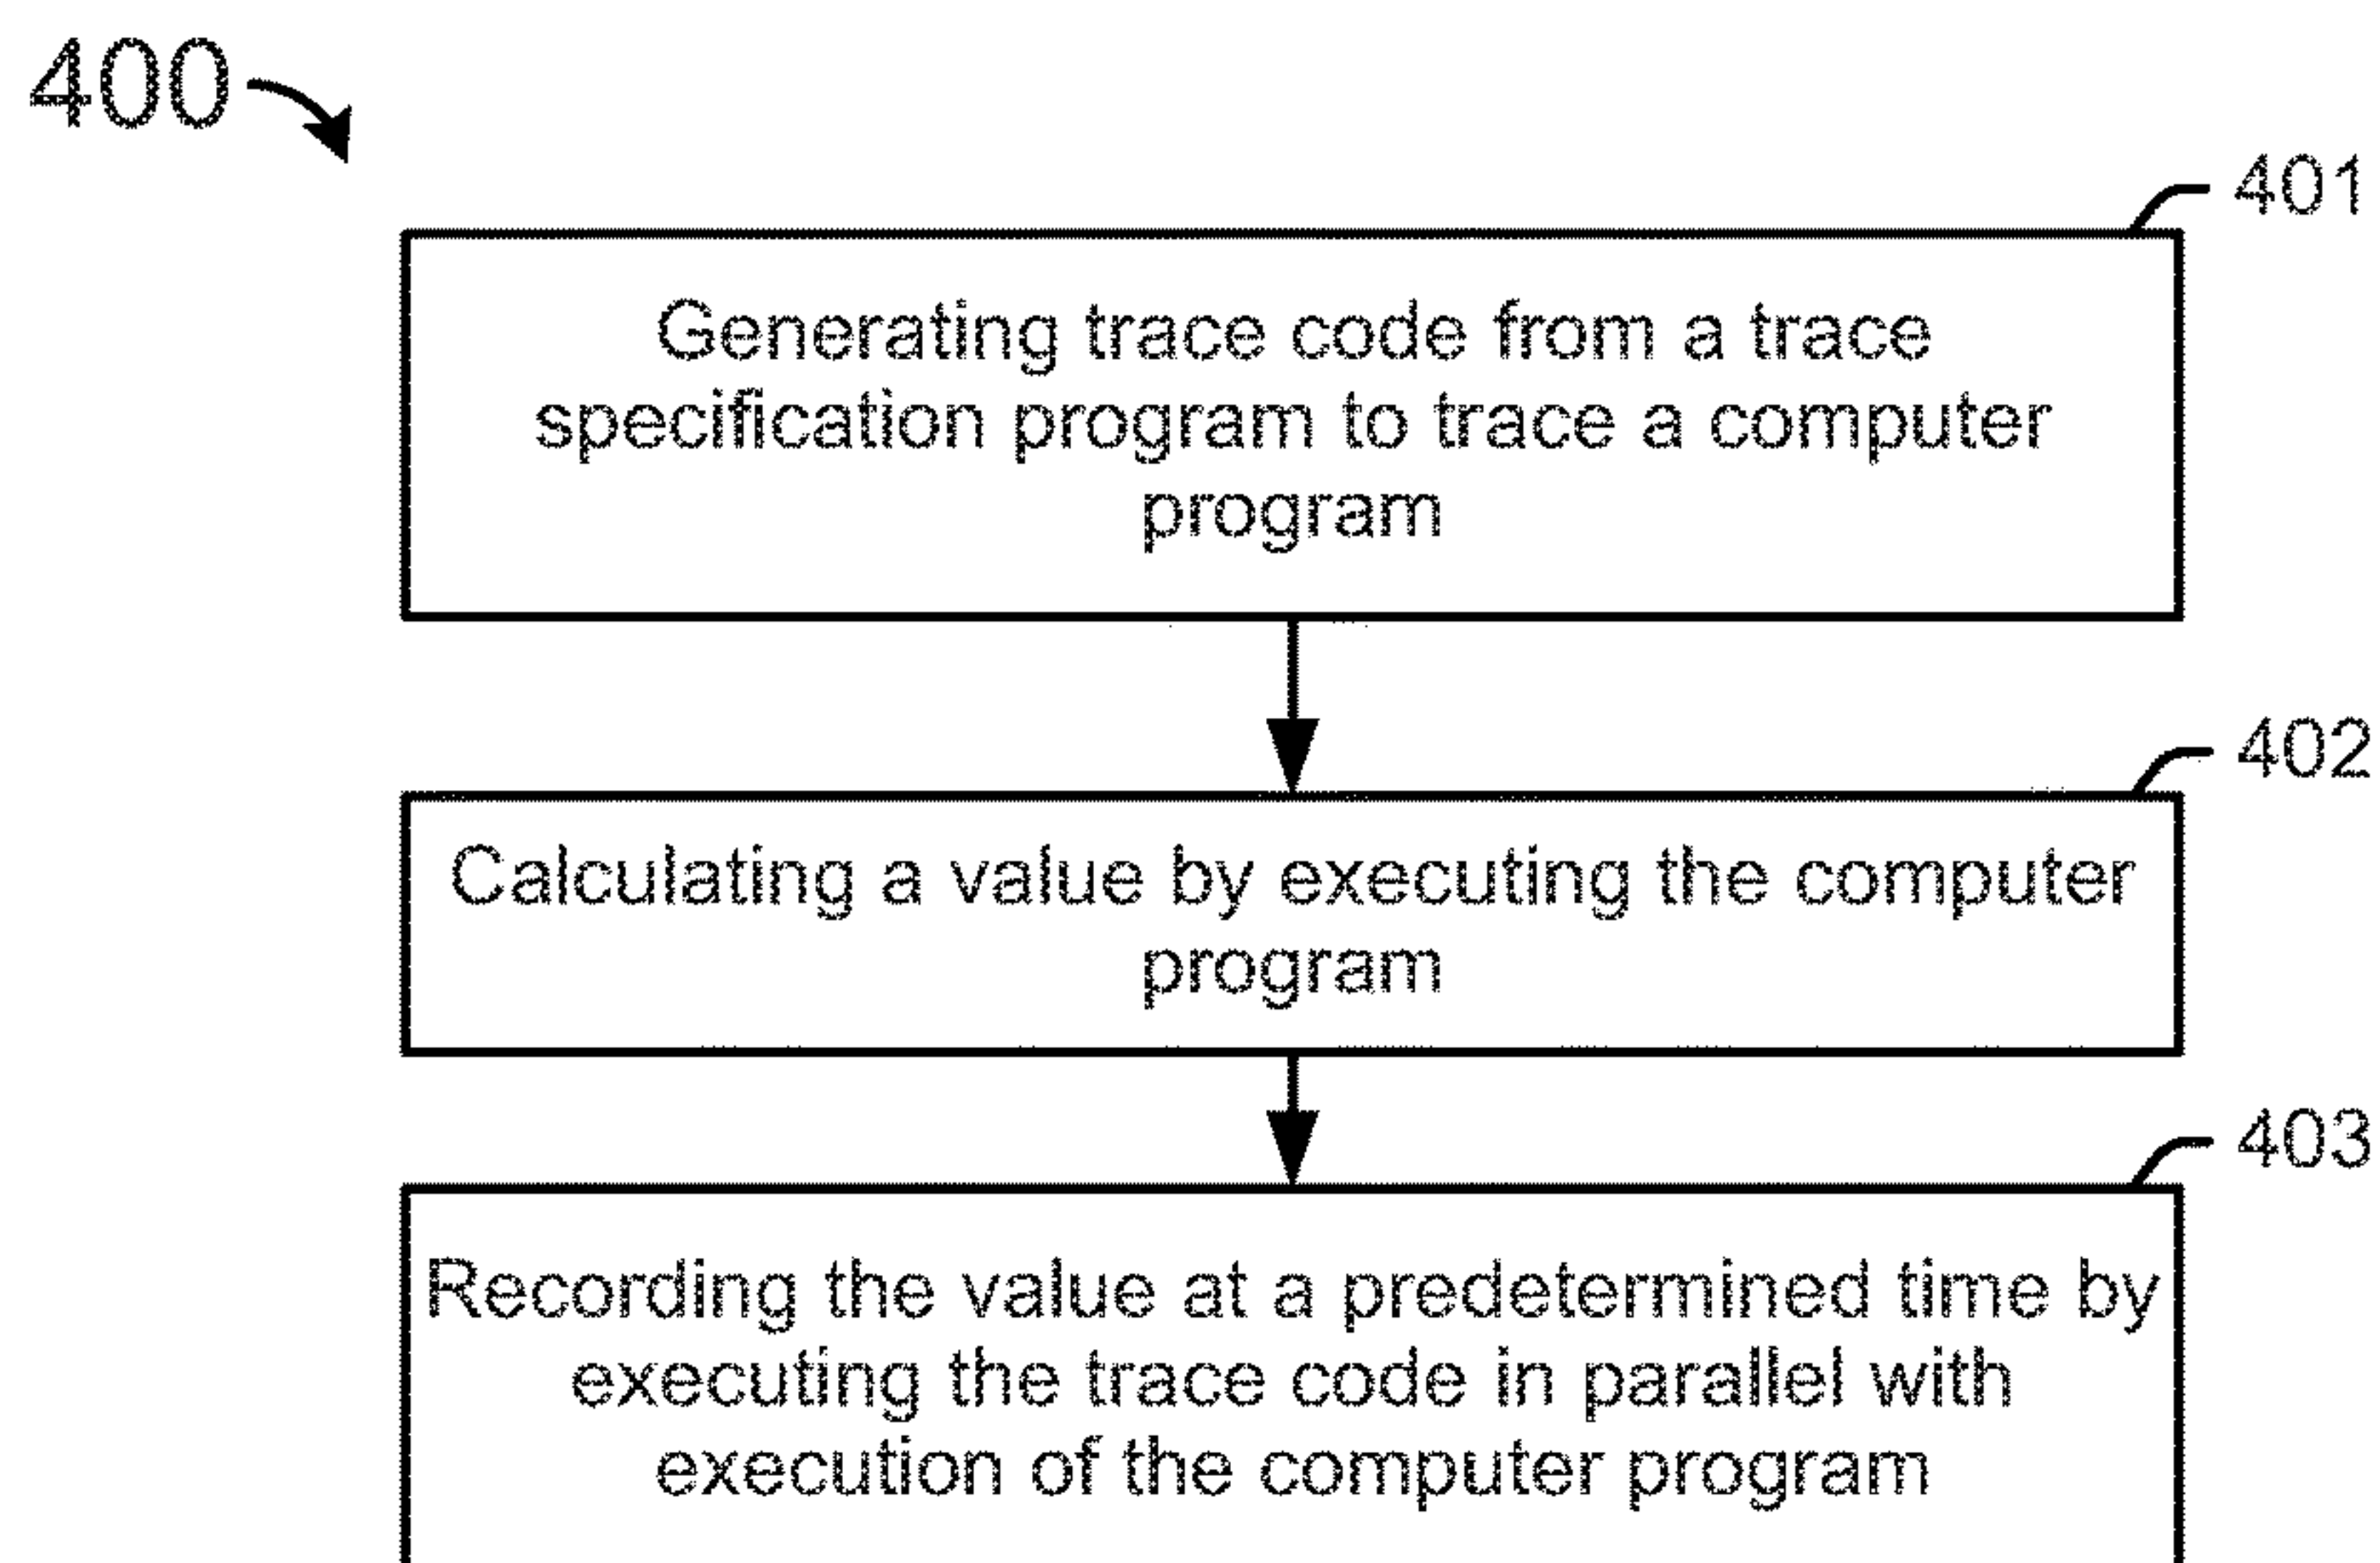 400
401
Generating trace code from a trace
specification program to trace a computer
program
402
Calculating a value by executing the computer
program
403
Recording the value at a predetermined time by
executing the trace code in parallel with
execution of the computer program